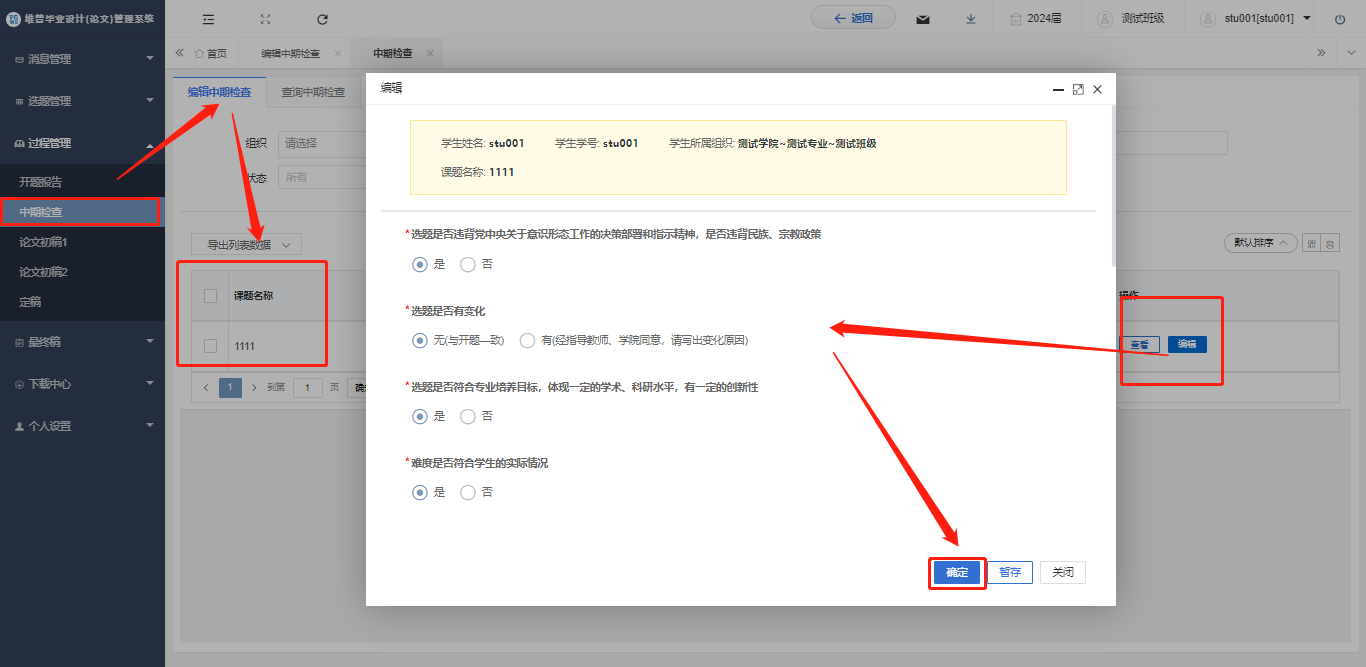 维普毕业设计(论文)管理系统
返回
2024届
测试班级
stu001[stu001]
消息管理
选题管理
过程管理
开题报告
中期检查
论文初稿1
论文初稿2
定稿
最终稿
下载中心
个人设置
首页
编辑中期检查
中期检查
编辑中期检查
查询中期检查
组织
请选择
状态
所有
导出列表数据
默认排序
课题名称
操作
1111
查看
编辑
1
到第
1
页
编辑
学生姓名: stu001 学生学号: stu001 学生所属组织: 测试学院~测试专业~测试班级
课题名称: 1111
*选题是否违背党中央关于意识形态工作的决策部署和指示精神，是否违背民族、宗教政策
是 否
*选题是否有变化
无(与开题一致) 有(经指导教师、学院同意，请写出变化原因)
*选题是否符合专业培养目标，体现一定的学术、科研水平，有一定的创新性
是 否
*难度是否符合学生的实际情况
是 否
确定
暂存
关闭